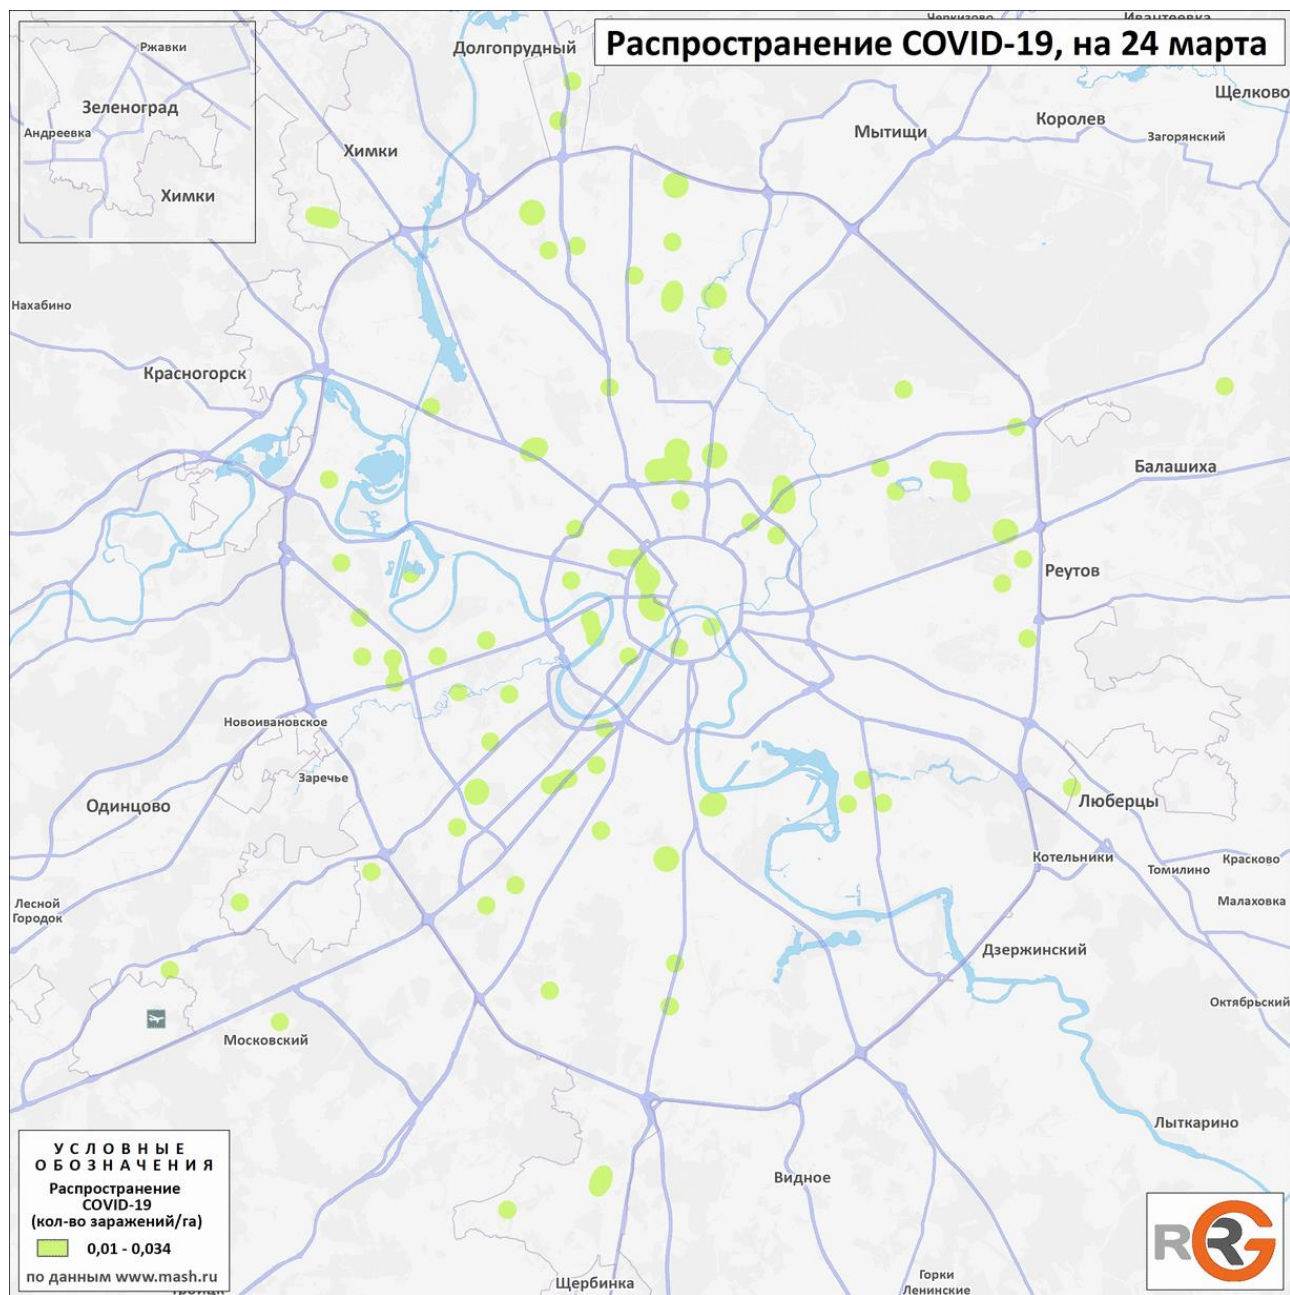 Черкизово
Ивантеевка
Распространение COVID-19, на 24 марта
Долгопрудный
Ржавки
Зеленоград
Андреевка
Химки
Химки
Мытищи
Королев
Щелково
Загорянский
Нахабино
Красногорск
Балашиха
Реутов
Новоивановское
Заречье
Одинцово
Люберцы
Котельники
Красково
Томилино
Малаховка
Лесной
Городок
Дзержинский
Октябрьский
Московский
Лыткарино
Видное
Щербинка
Горки
Ленинские
Троицк
УСЛОВНЫЕ
ОБОЗНАЧЕНИЯ
Распространение
COVID-19
(кол-во заражений/га)
0,01 - 0,034
по данным www.mash.ru
RRG